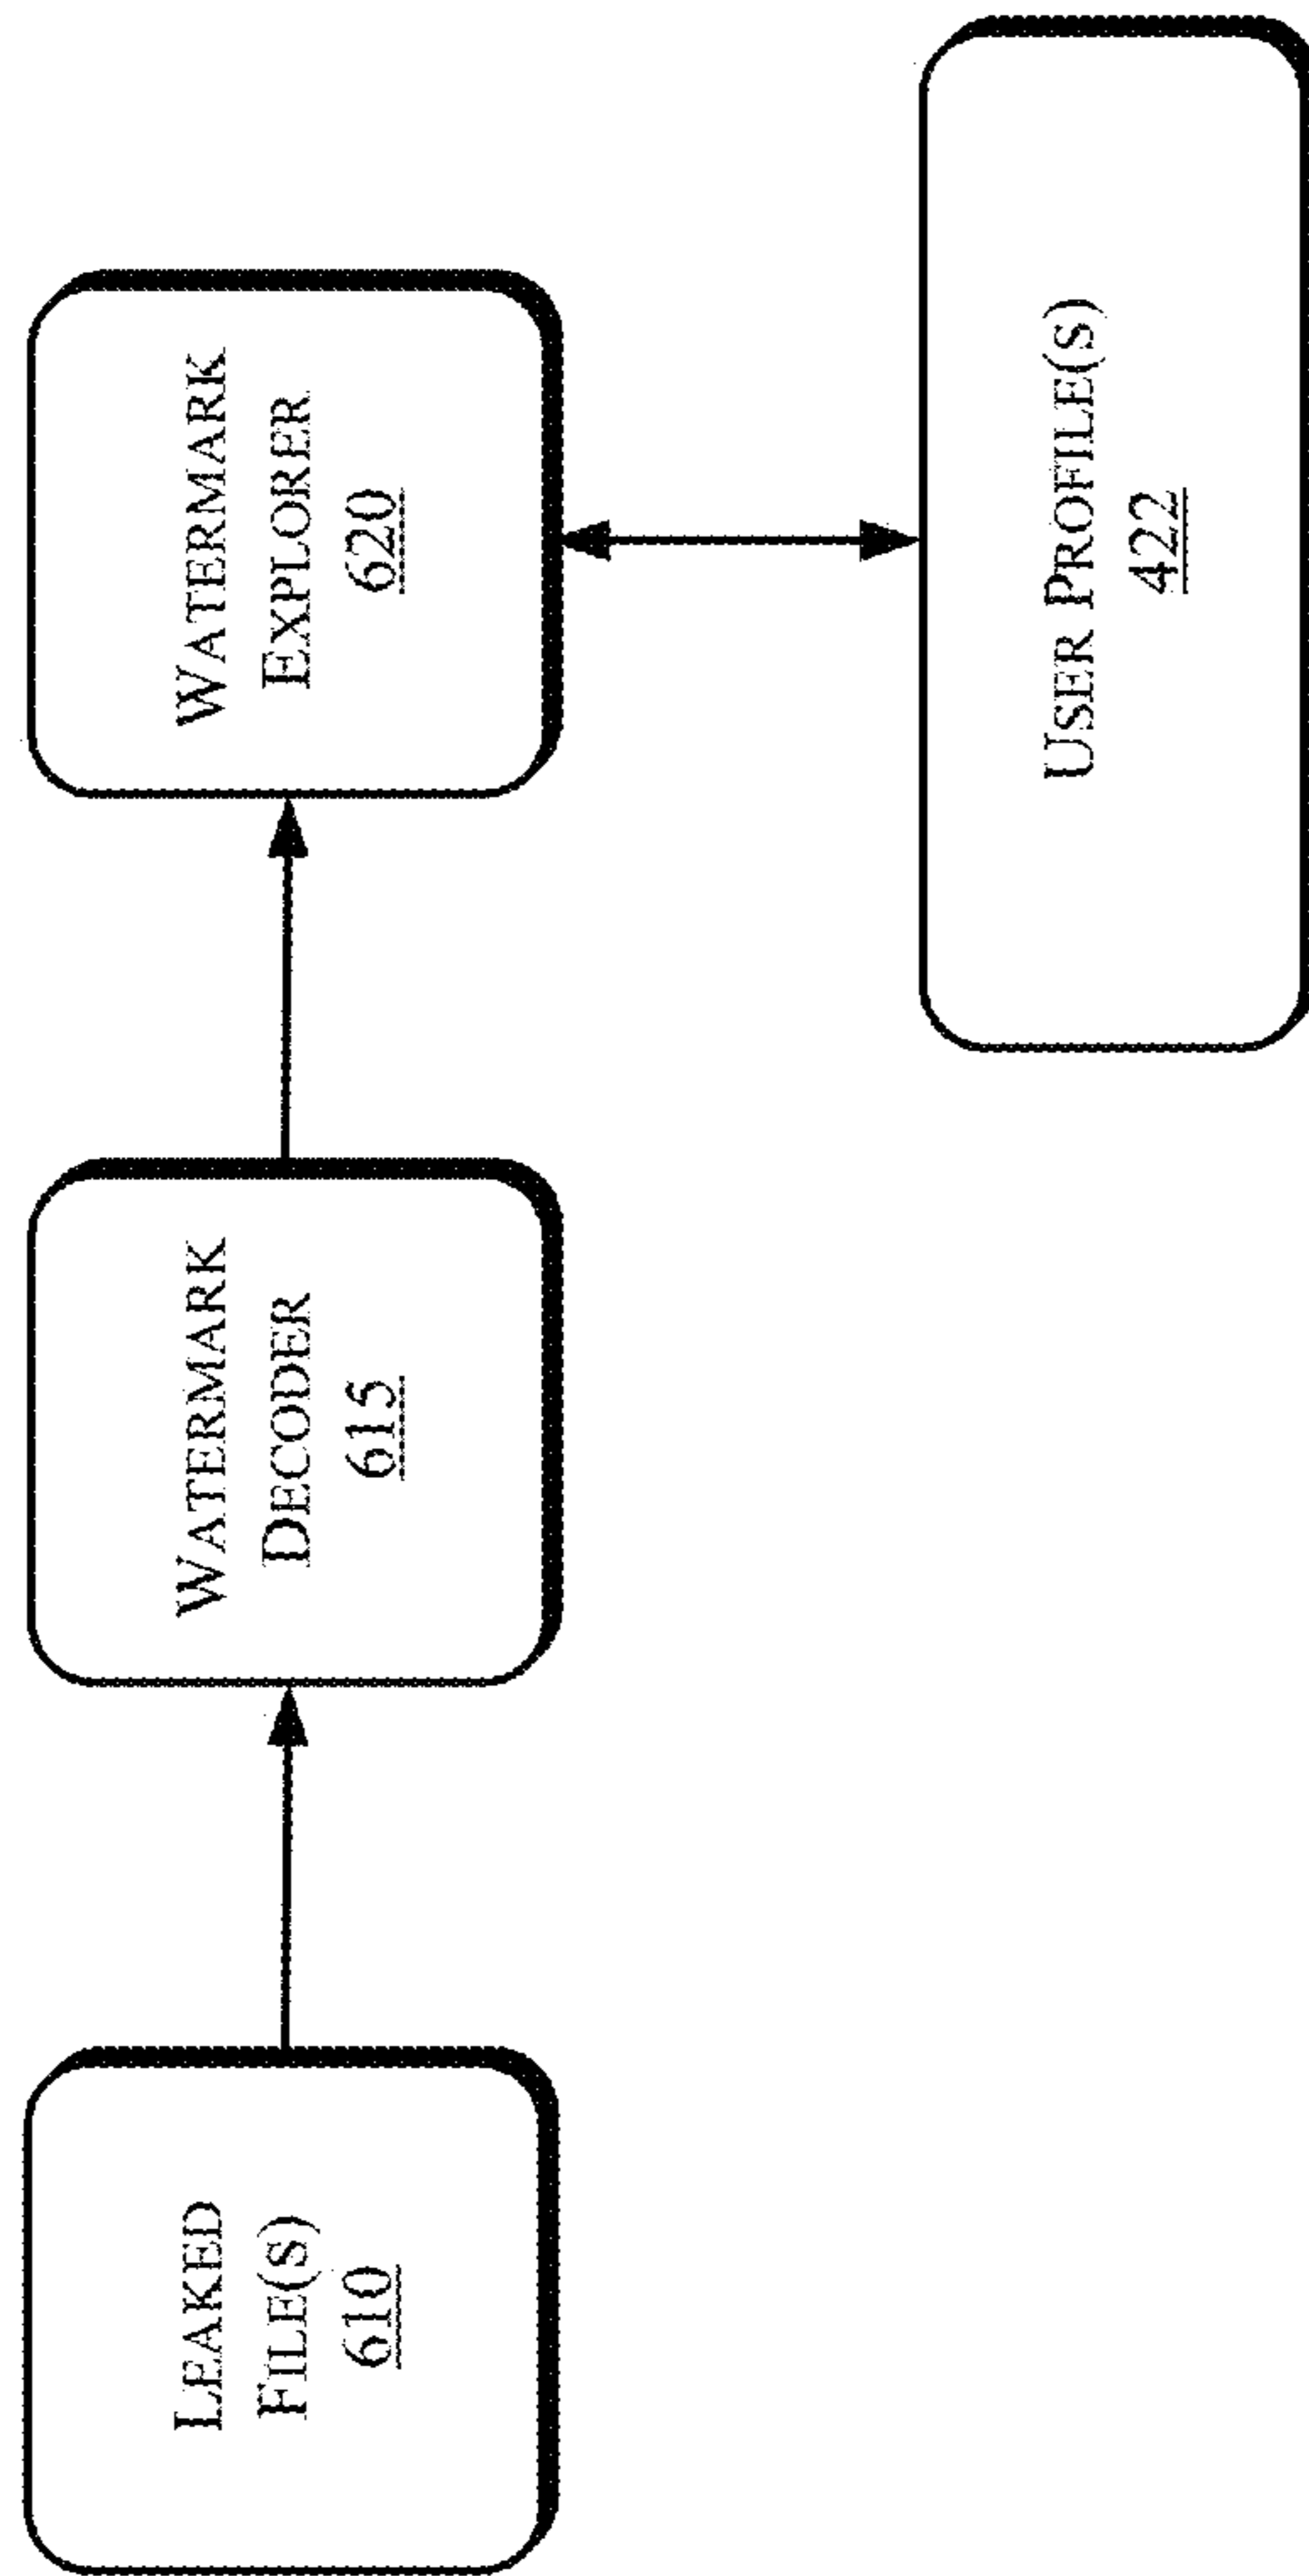 LEAKED
FILE(S)
610
WATERMARK
DECODER
615
WATERMARK
EXPLORER
620
USER PROFILE(S)
422